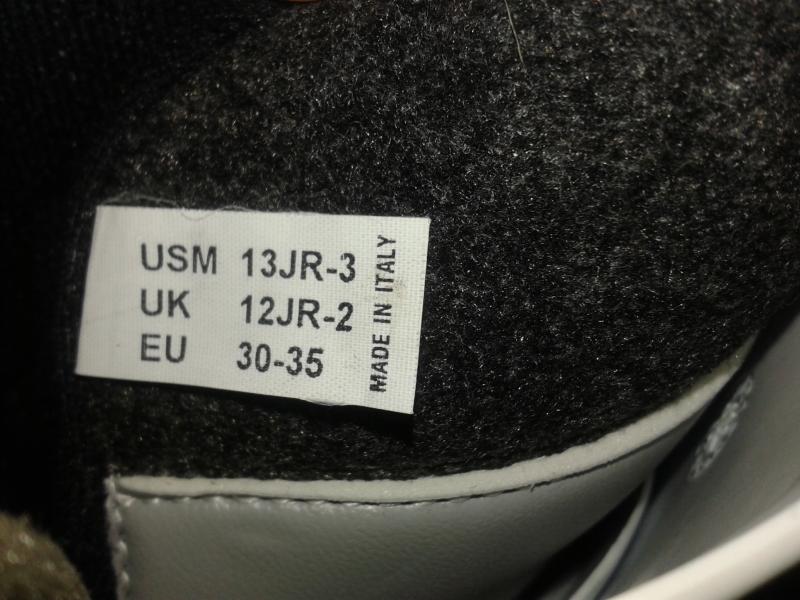 USM 13JR-3
UK 12JR-2
EU 30-35
MADE IN ITALY